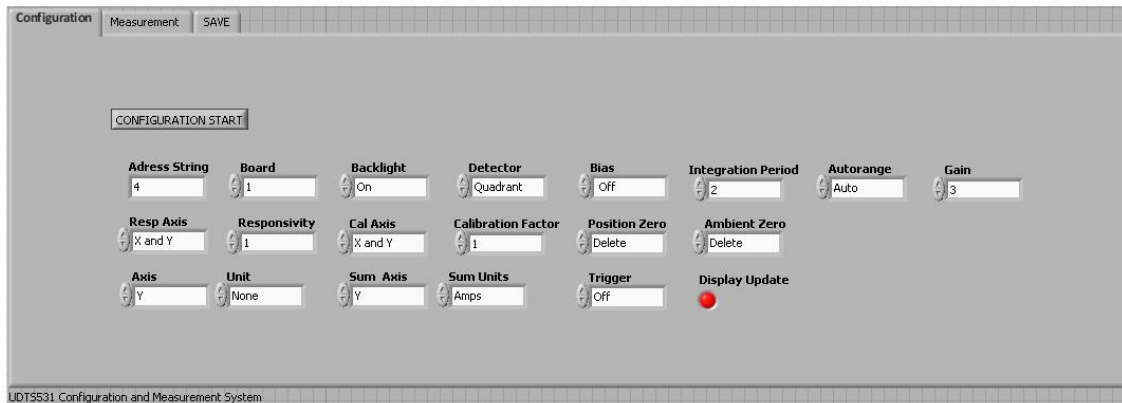 Configuration Measurement SAVE
CONFIGURATION START
Adress String Board Backlight Detector Bias Integration Period Autorange Gain
4 1 On Quadrant Off 2 Auto 3
Resp Axis Responsivity Cal Axis Calibration Factor Position Zero Ambient Zero
X and Y 1 X and Y 1 Delete Delete
Axis Unit Sum Axis Sum Units Trigger Display Update
Y None Y Amps Off
UDTS531 Configuration and Measurement System